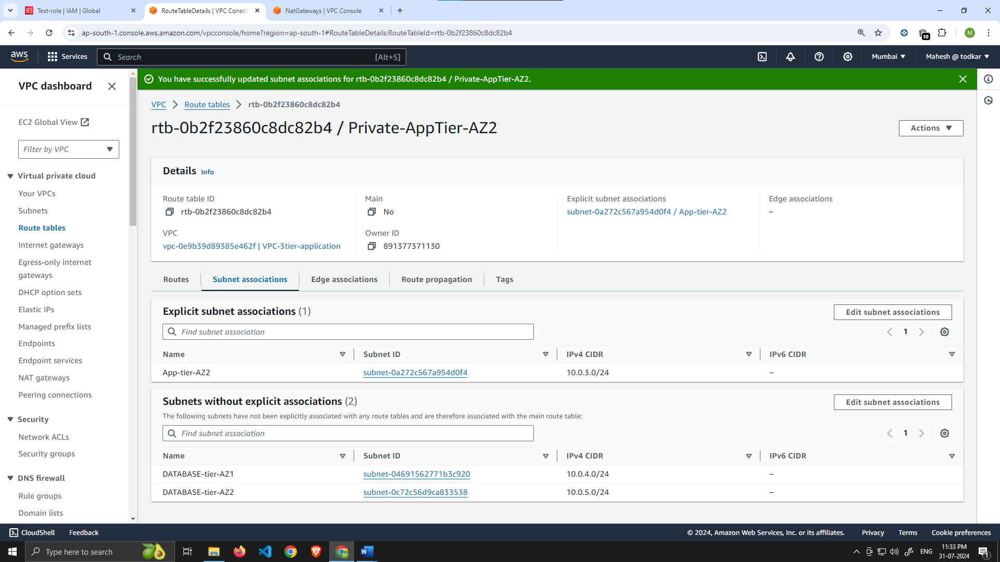 Test-role | IAM | Global
RouteTableDetails | VPC Consol
NatGateways | VPC Console
ap-south-1.console.aws.amazon.com/vpcconsole/home?region=ap-south-1#RouteTableDetails:RouteTableId=rtb-0b2f23860c8dc82b4
10
M
aws
Services
Search
[Alt+S]
Mumbai
Mahesh @ todkar
VPC dashboard
EC2 Global View
Filter by VPC
Virtual private cloud
Your VPCs
Subnets
Route tables
Internet gateways
Egress-only internet
gateways
DHCP option sets
Elastic IPs
Managed prefix lists
Endpoints
Endpoint services
NAT gateways
Peering connections
Security
Network ACLs
Security groups
DNS firewall
Rule groups
Domain lists
You have successfully updated subnet associations for rtb-0b2f23860c8dc82b4 / Private-AppTier-AZ2.
VPC
Route tables
rtb-0b2f23860c8dc82b4
rtb-0b2f23860c8dc82b4 / Private-AppTier-AZ2
Actions
Details Info
Route table ID
rtb-0b2f23860c8dc82b4
Main
No
Explicit subnet associations
subnet-0a272c567a954d0f4 / App-tier-AZ2
Edge associations
–
VPC
vpc-0e9b39d89385e462f | VPC-3tier-application
Owner ID
891377371130
Routes
Subnet associations
Edge associations
Route propagation
Tags
Explicit subnet associations (1)
Edit subnet associations
Find subnet association
1
Name Subnet ID IPv4 CIDR IPv6 CIDR
App-tier-AZ2 subnet-0a272c567a954d0f4 10.0.3.0/24 –
Subnets without explicit associations (2)
Edit subnet associations
The following subnets have not been explicitly associated with any route tables and are therefore associated with the main route table:
Find subnet association
1
Name Subnet ID IPv4 CIDR IPv6 CIDR
DATABASE-tier-AZ1 subnet-04691562771b3c920 10.0.4.0/24 –
DATABASE-tier-AZ2 subnet-0c72c56d9ca833538 10.0.5.0/24 –
CloudShell
Feedback
© 2024, Amazon Web Services, Inc. or its affiliates.
Privacy
Terms
Cookie preferences
Type here to search
M
W
ENG
11:33 PM
31-07-2024
1